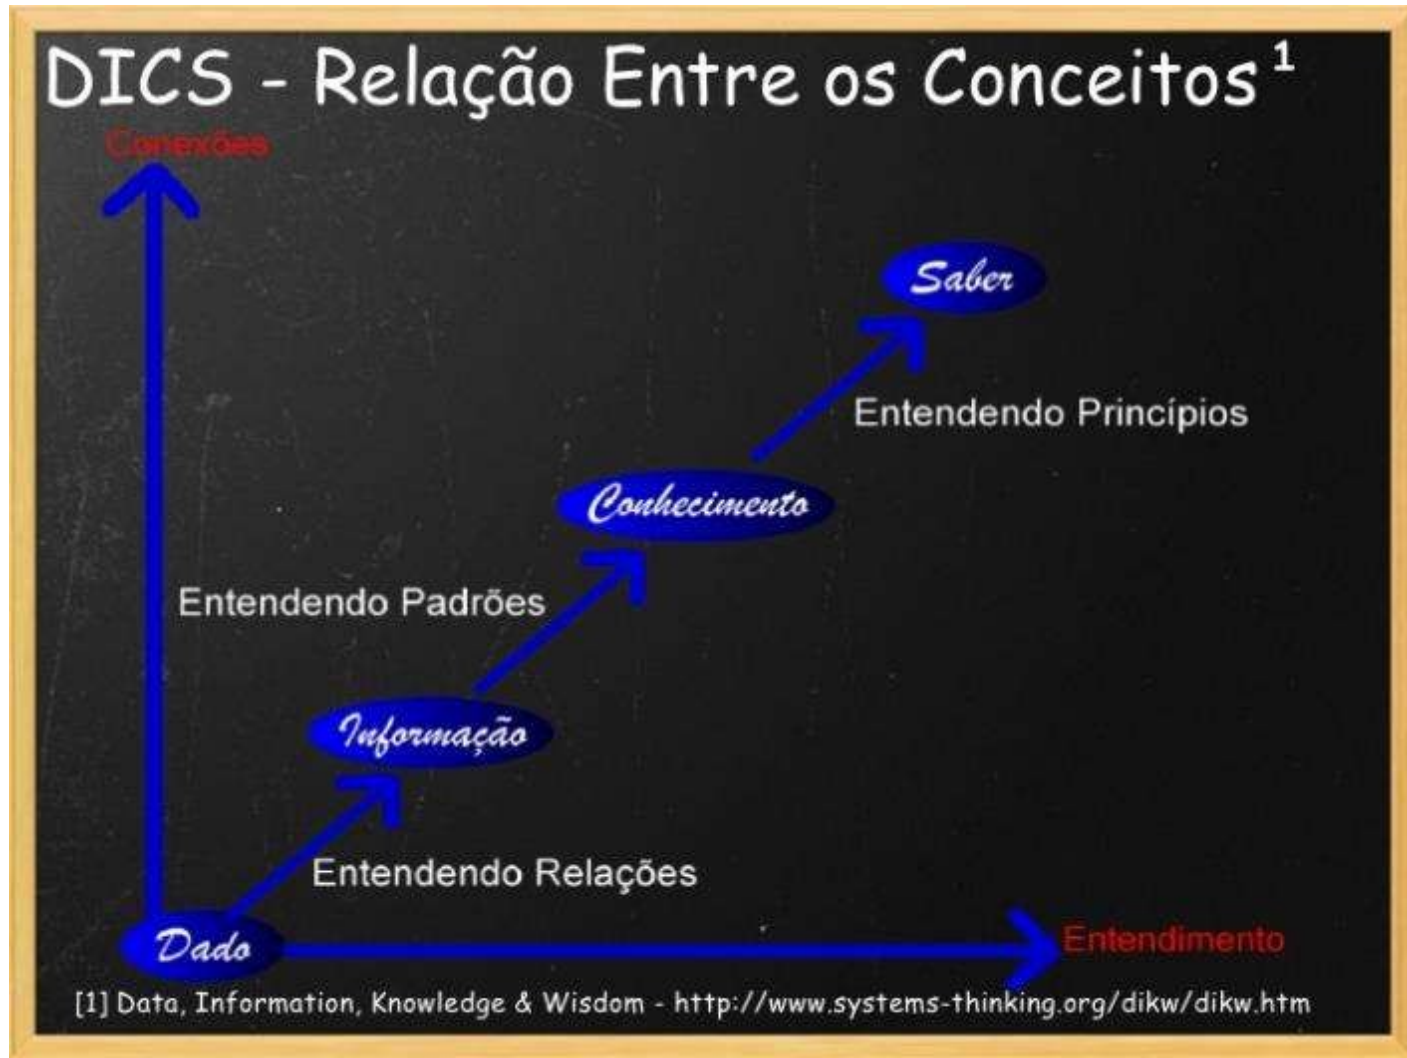 DICS - Relação Entre os Conceitos¹
Conexões
Saber
Entendendo Princípios
Conhecimento
Entendendo Padrões
Informação
Entendendo Relações
Dado
Entendimento
[1] Data, Information, Knowledge & Wisdom - http://www.systems-thinking.org/dikw/dikw.htm